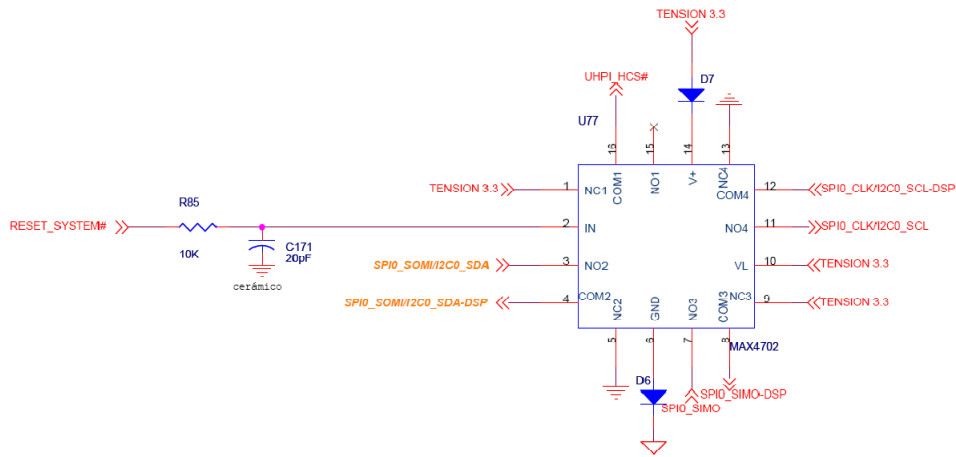 TENSION 3.3
D7
UHPI_HCS#
U77
16
15
14
13
COM1
NO1
V+
NC4
TENSION 3.3
1
NC1
COM4
12
SPI0_CLK/I2C0_SCL-DSP
R85
RESET_SYSTEM#
2
IN
NO4
11
SPI0_CLK/I2C0_SCL
10K
C171
20pF
cerámico
SPI0_SOMI/I2C0_SDA
3
NO2
VL
10
TENSION 3.3
SPI0_SOMI/I2C0_SDA-DSP
4
COM2
NC2
GND
NO3
COM3
NC3
9
TENSION 3.3
5
6
7
8
MAX4702
D6
SPI0_SIMO-DSP
SPI0_SIMO